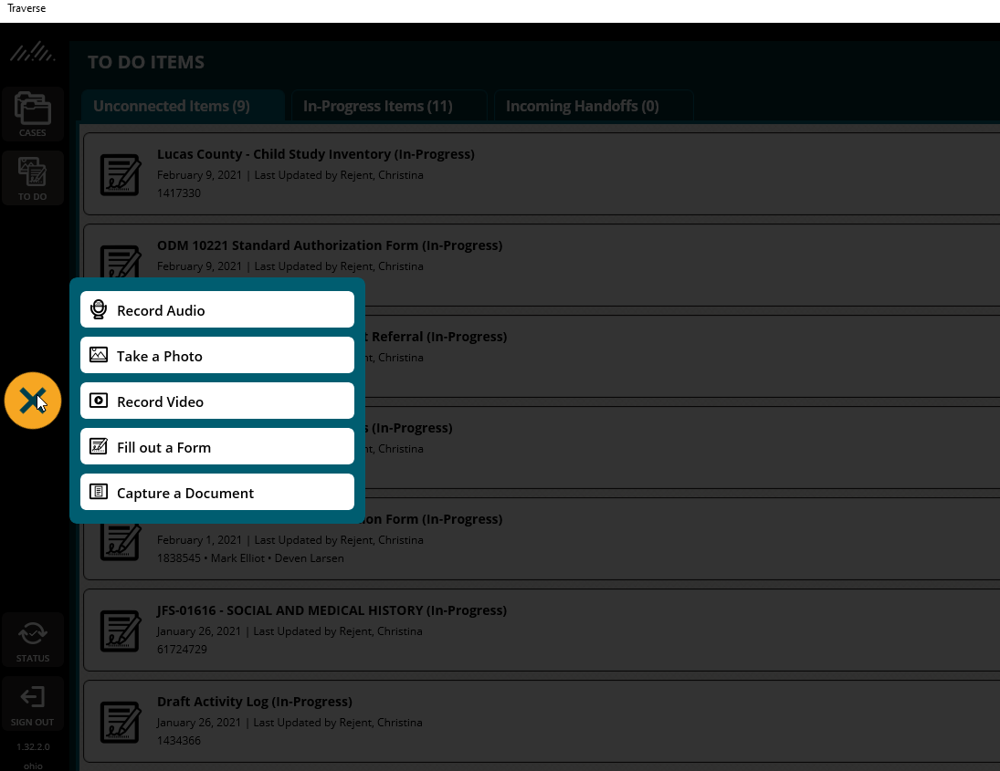 Traverse
TO DO ITEMS
Unconnected Items (9)
In-Progress Items (11)
Incoming Handoffs (0)
CASES
TO DO
Lucas County - Child Study Inventory (In-Progress)
February 9, 2021 | Last Updated by Rejent, Christina
1417330
ODM 10221 Standard Authorization Form (In-Progress)
February 9, 2021 | Last Updated by Rejent, Christina
Record Audio
Take a Photo
Record Video
Fill out a Form
Capture a Document
Referral (In-Progress)
Christina
(In-Progress)
Christina
Form (In-Progress)
February 1, 2021 | Last Updated by Rejent, Christina
1838545 • Mark Elliot • Deven Larsen
JFS-01616 - SOCIAL AND MEDICAL HISTORY (In-Progress)
January 26, 2021 | Last Updated by Rejent, Christina
61724729
Draft Activity Log (In-Progress)
January 26, 2021 | Last Updated by Rejent, Christina
1434366
STATUS
SIGN OUT
1.32.2.0
ohio